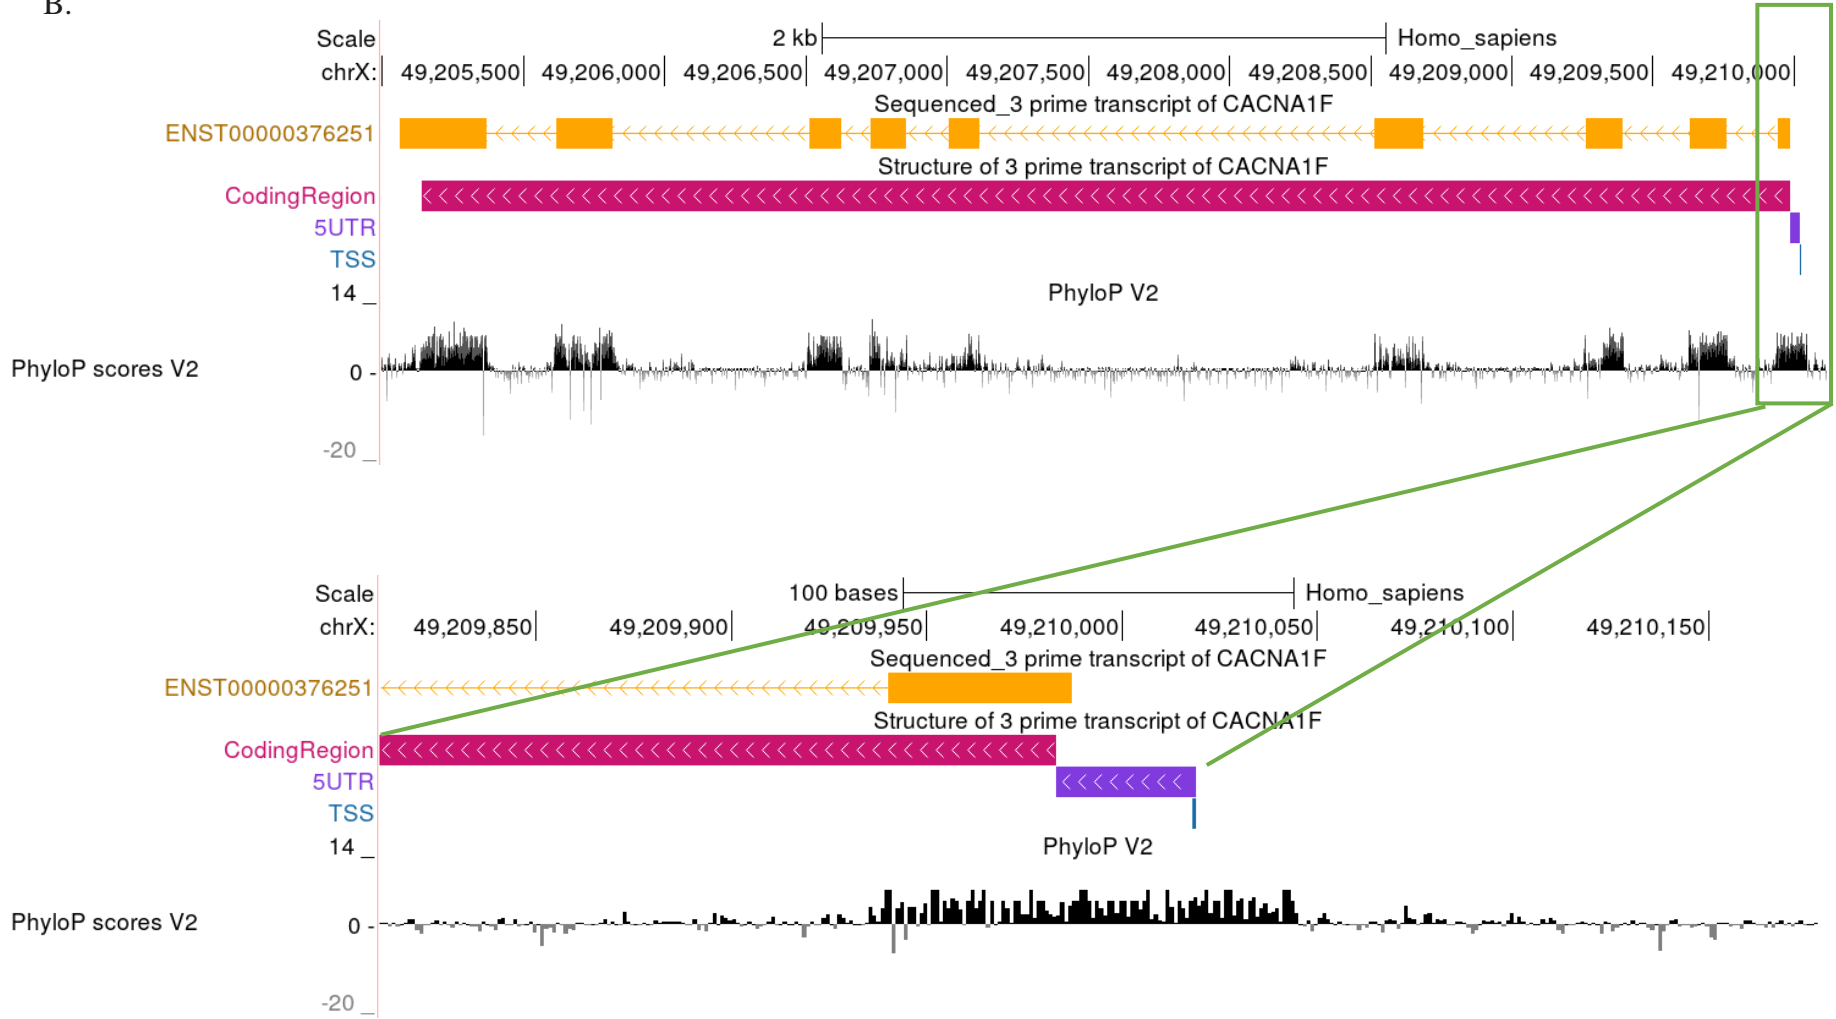 B.
Scale 2 kb Homo_sapiens
chrX: 49,205,500 49,206,000 49,206,500 49,207,000 49,207,500 49,208,000 49,208,500 49,209,000 49,209,500 49,210,000
Sequenced_3 prime transcript of CACNA1F
ENST00000376251
Structure of 3 prime transcript of CACNA1F
CodingRegion
5UTR
TSS
14 _ PhyloP V2
PhyloP scores V2 0 -
-20 _
Scale 100 bases Homo_sapiens
chrX: 49,209,850 49,209,900 49,209,950 49,210,000 49,210,050 49,210,100 49,210,150
Sequenced_3 prime transcript of CACNA1F
ENST00000376251
Structure of 3 prime transcript of CACNA1F
CodingRegion
5UTR
TSS
14 _ PhyloP V2
PhyloP scores V2 0 -
-20 _